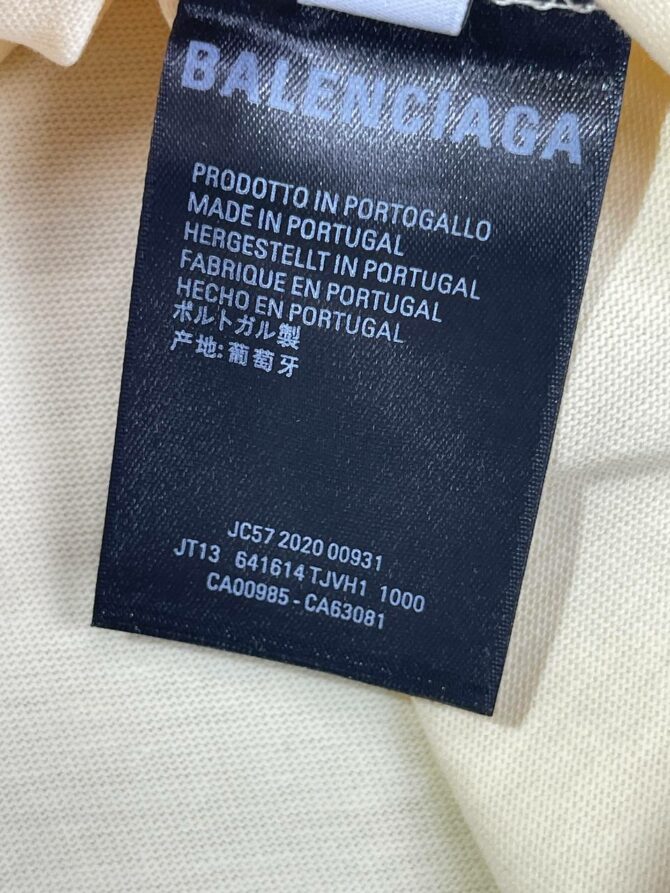 BALENCIAGA
PRODOTTO IN PORTOGALLO
MADE IN PORTUGAL
HERGESTELLT IN PORTUGAL
FABRIQUE EN PORTUGAL
HECHO EN PORTUGAL
ポルトガル製
产地:葡萄牙
JC57 2020 00931
JT13 641614 TJVH1 1000
CA00985 - CA63081